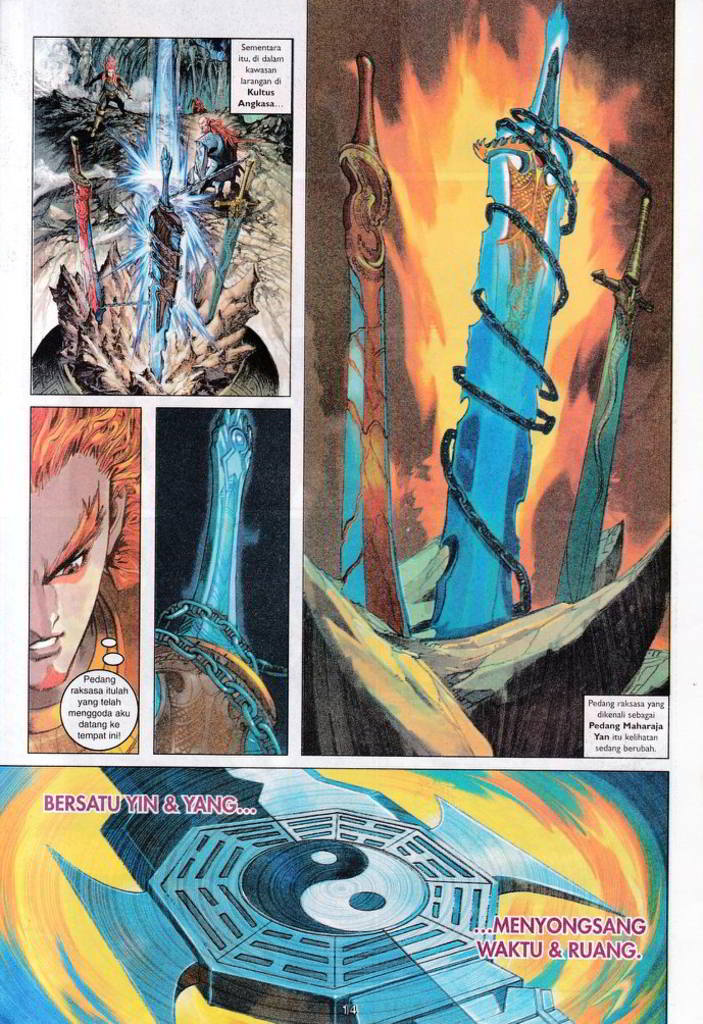 Sementara
itu, di dalam
kawasan
larangan di
Kultus
Angkasa...
Pedang
raksasa itulah
yang telah
menggoda aku
datang ke
tempat ini!
Pedang raksasa yang
dikenali sebagai
Pedang Maharaja
Yan itu kelihatan
sedang berubah.
BERSATU YIN & YANG...
...MENYONGSANG
WAKTU & RUANG.
14